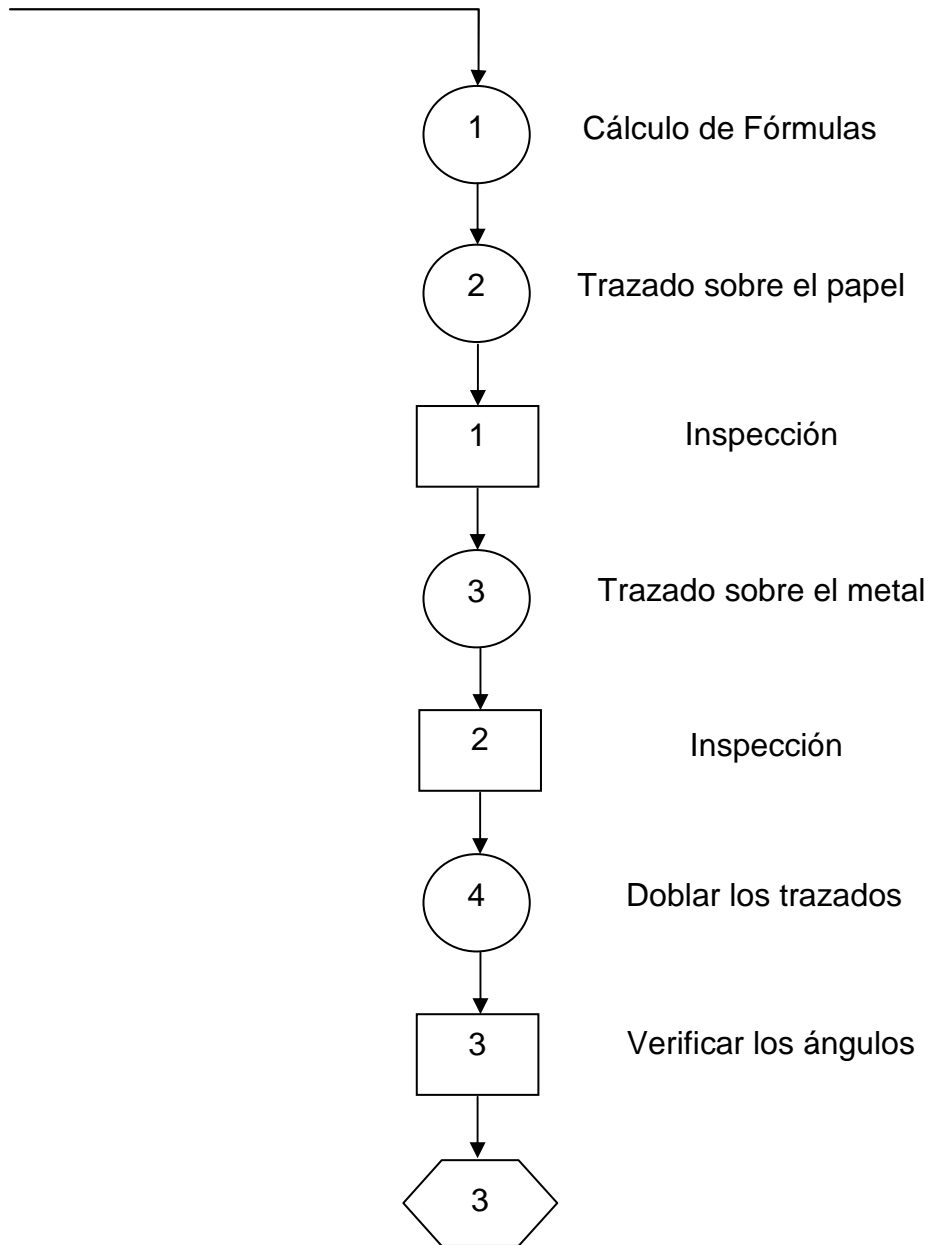 1 Cálculo de Fórmulas
2 Trazado sobre el papel
1 Inspección
3 Trazado sobre el metal
2 Inspección
4 Doblar los trazados
3 Verificar los ángulos
3